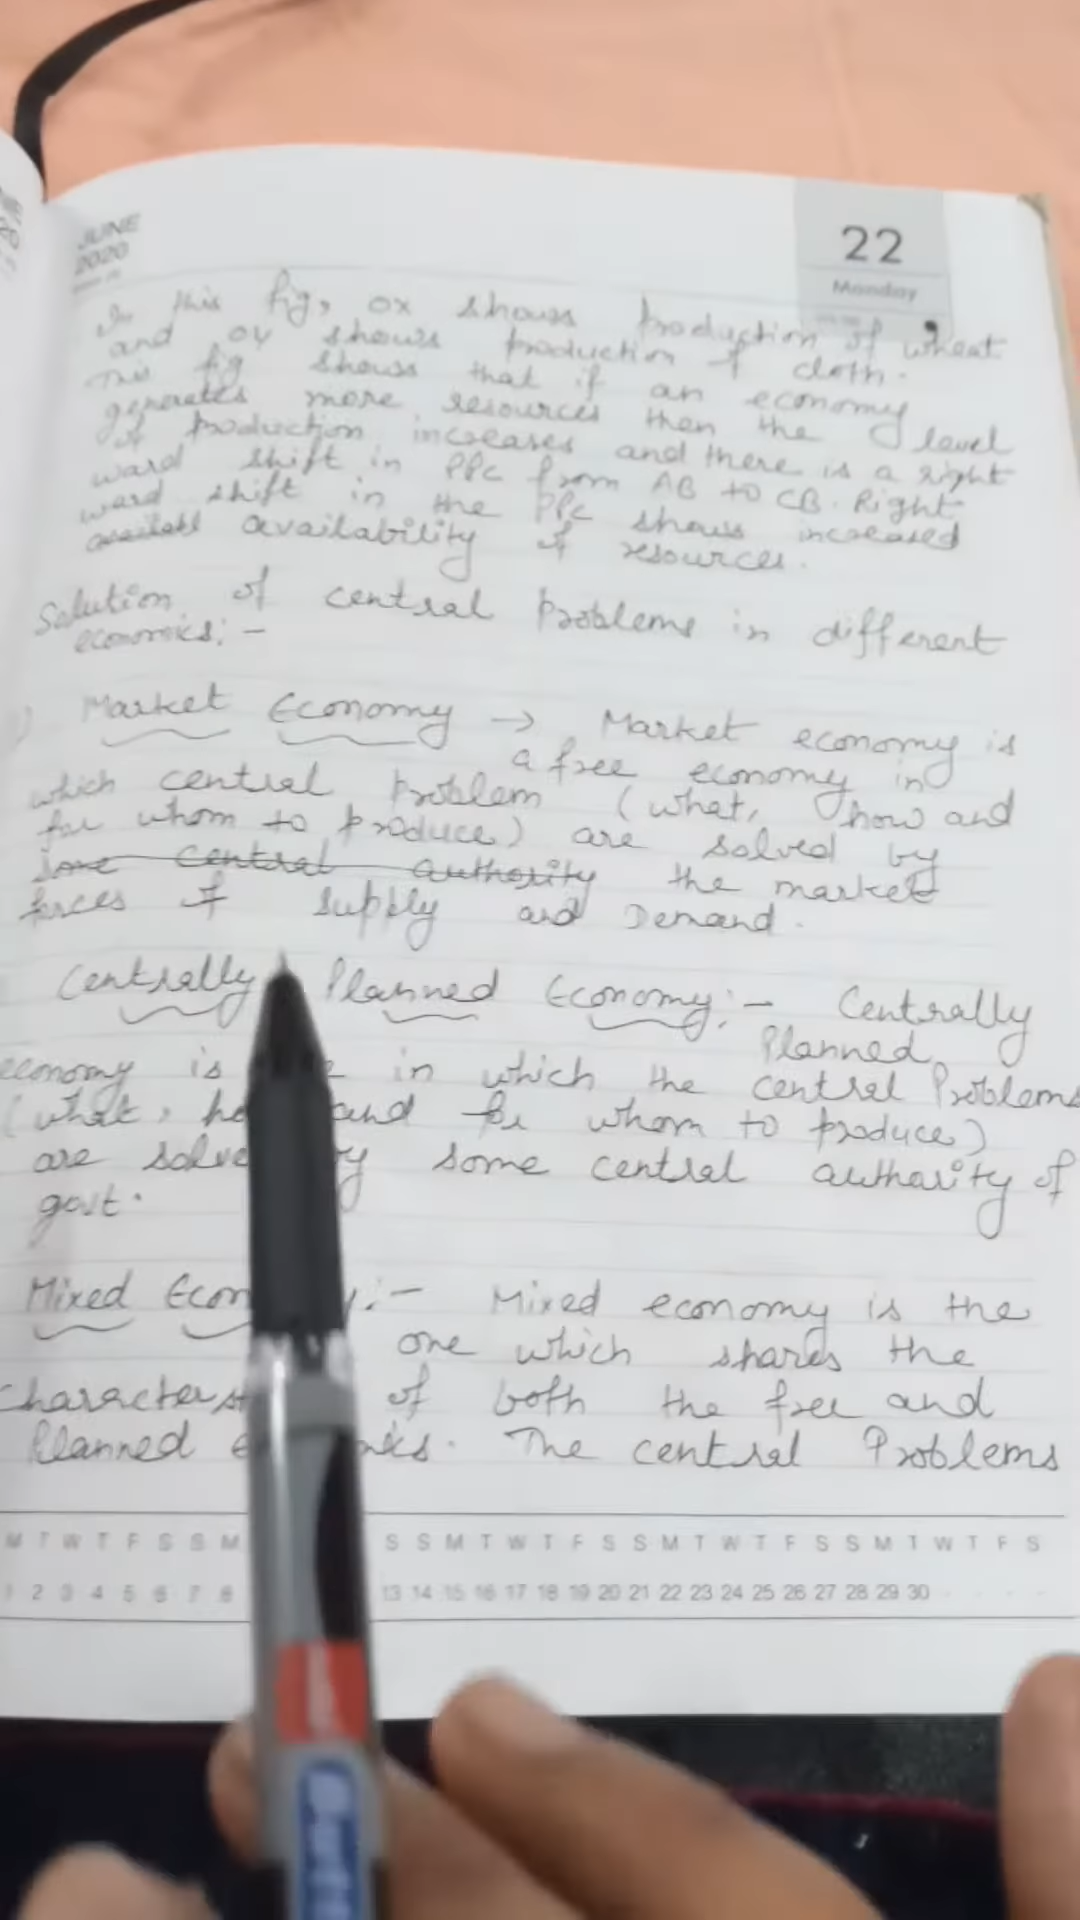 JUNE
2020
22
Monday
In this fig, ox shows production of wheat
and oy shows production of cloth.
This fig shows that if an economy
generates more resources then the level
of production increases and there is a right
ward shift in PPC from AB to CB. Right
ward shift in the PPC shows increased
availability of resources.
Solution of central problems in different
economics:-
Market Economy → Market economy is
a free economy in
which central problem (what, how and
for whom to produce) are solved by
some central authority the market
forces of supply and Demand.
Centrally Planned Economy:- Centrally
Planned
economy is in which the central Problems
(what, and for whom to produce)
are some central authority of
govt.
Mixed :- Mixed economy is the
one which shares the
of both the free and
Planned The central Problems
M T W T F S S M S S M T W T F S S M T W T F S S M T W T F S
1 2 3 4 5 6 7 8 13 14 15 16 17 18 19 20 21 22 23 24 25 26 27 28 29 30